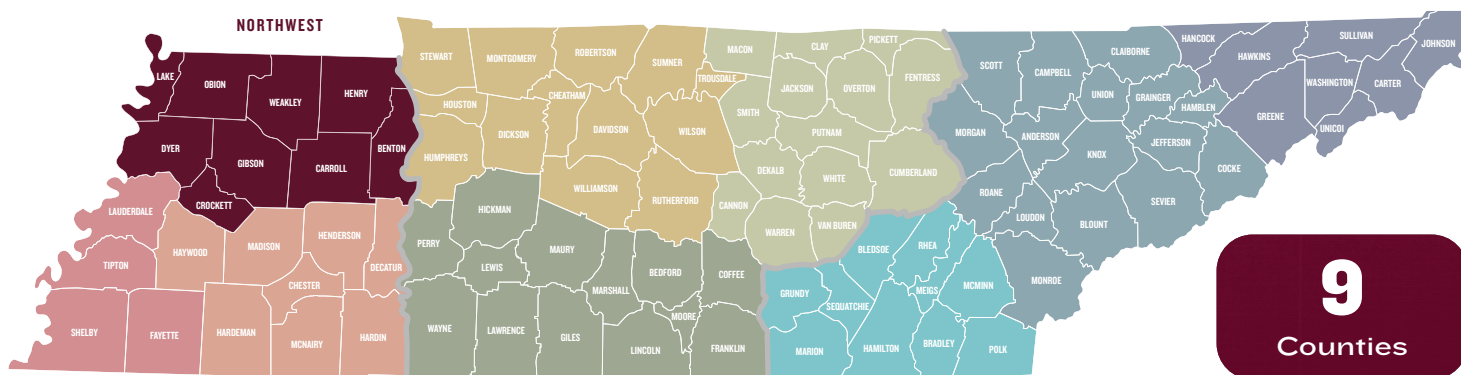 NORTHWEST
LAKE
OBION
WEAKLEY
HENRY
DYER
GIBSON
CARROLL
BENTON
CROCKETT
LAUDERDALE
TIPTON
SHELBY
FAYETTE
HAYWOOD
MADISON
HENDERSON
DECATUR
CHESTER
HARDEMAN
MCNAIRY
HARDIN
STEWART
MONTGOMERY
ROBERTSON
SUMNER
TROUSDALE
HOUSTON
CHEATHAM
DICKSON
DAVIDSON
WILSON
HUMPHREYS
WILLIAMSON
RUTHERFORD
MACON
CLAY
PICKETT
FENTRESS
JACKSON
OVERTON
SMITH
PUTNAM
DEKALB
WHITE
CUMBERLAND
CANNON
WARREN
VAN BUREN
HICKMAN
PERRY
LEWIS
MAURY
MARSHALL
BEDFORD
COFFEE
MOORE
WAYNE
LAWRENCE
GILES
LINCOLN
FRANKLIN
BLEDSOE
RHEA
GRUNDY
SEQUATCHIE
MEIGS
MCMINN
MARION
HAMILTON
BRADLEY
POLK
SCOTT
CAMPBELL
CLAIBORNE
UNION
GRAINGER
HAMBLEN
MORGAN
ANDERSON
KNOX
JEFFERSON
COCKE
ROANE
LOUDON
BLOUNT
SEVIER
MONROE
HANCOCK
HAWKINS
SULLIVAN
JOHNSON
WASHINGTON
CARTER
GREENE
UNICOI
9
Counties